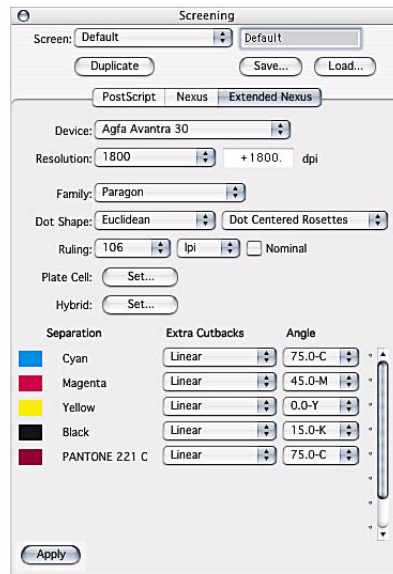 Screening
Screen: Default Default
Duplicate Save... Load...
PostScript Nexus Extended Nexus
Device: Agfa Avantra 30
Resolution: 1800 +1800. dpi
Family: Paragon
Dot Shape: Euclidean Dot Centered Rosettes
Ruling: 106 lpi Nominal
Plate Cell: Set...
Hybrid: Set...
Separation Extra Cutbacks Angle
Cyan Linear 75.0-C °
Magenta Linear 45.0-M °
Yellow Linear 0.0-Y °
Black Linear 15.0-K °
PANTONE 221 C Linear 75.0-C °
°
°
°
Apply